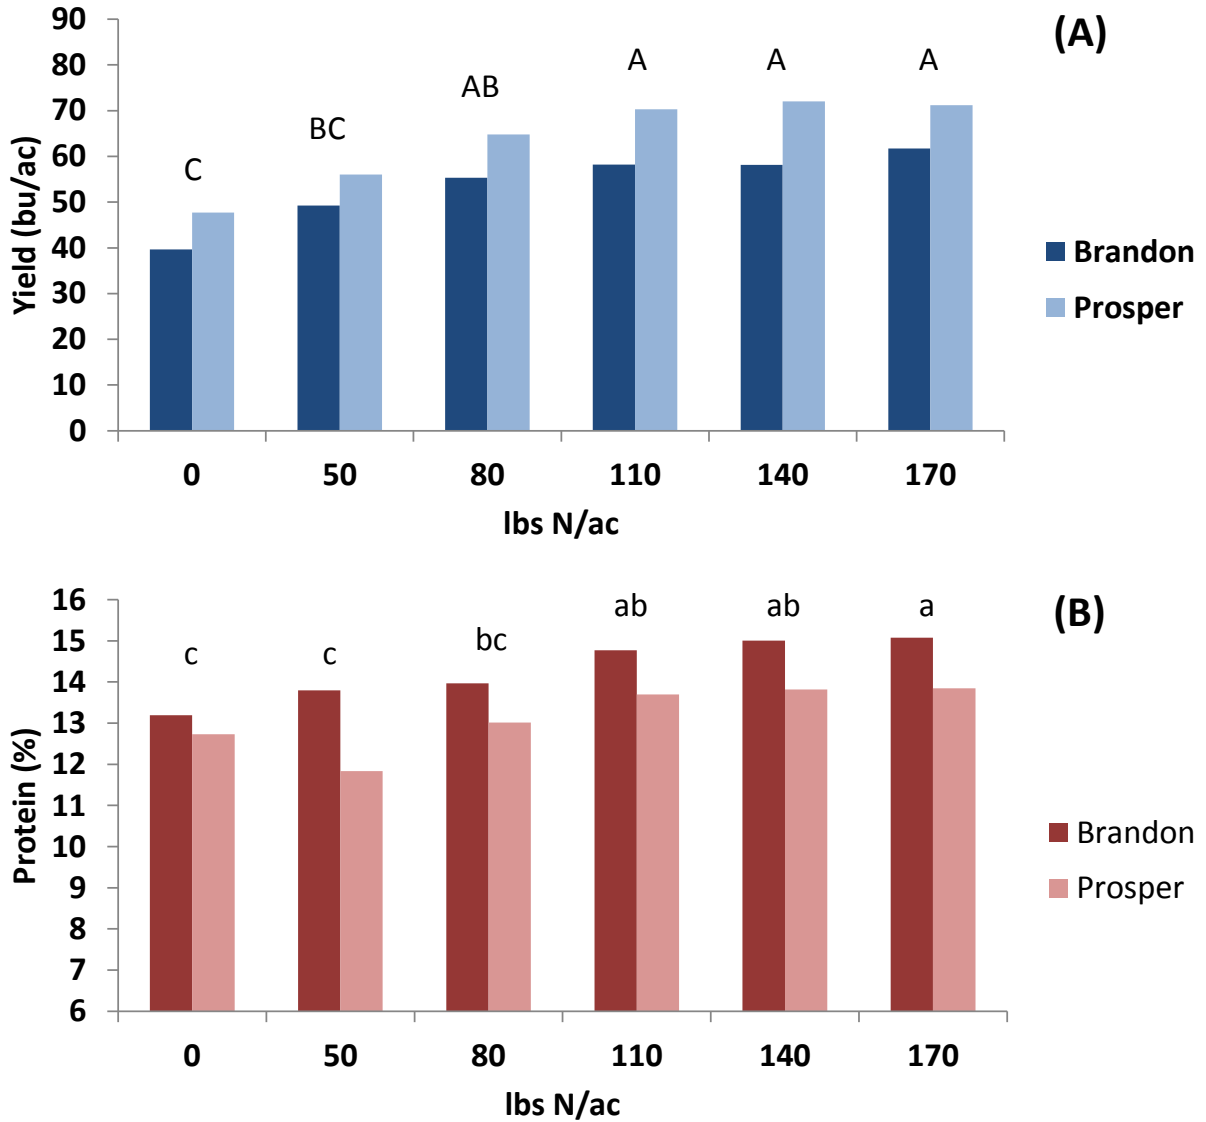 (A)
90
80
70
60
50
40
30
20
10
0
Yield (bu/ac)
C
BC
AB
A
A
A
0 50 80 110 140 170
lbs N/ac
Brandon
Prosper
(B)
16
15
14
13
12
11
10
9
8
7
6
Protein (%)
c
c
bc
ab
ab
a
0 50 80 110 140 170
lbs N/ac
Brandon
Prosper